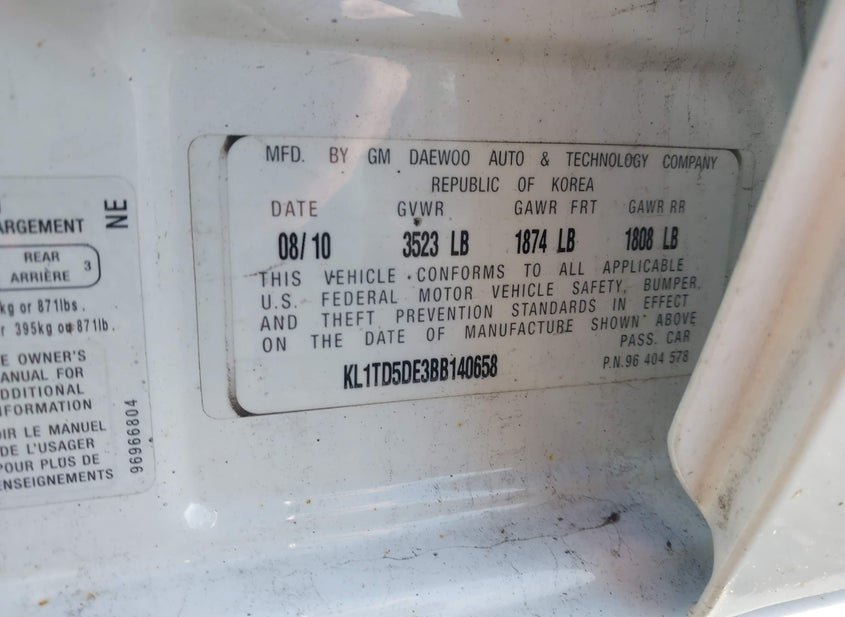 ARGEMENT
NE
REAR
ARRIÈRE 3
kg or 871lbs.
r 395kg ou 871lb.
E OWNER'S
MANUAL FOR
ADDITIONAL
NFORMATION
IR LE MANUEL
DE L'USAGER
POUR PLUS DE
ENSEIGNEMENTS
96966804
MFD. BY GM DAEWOO AUTO & TECHNOLOGY COMPANY
REPUBLIC OF KOREA
DATE GVWR GAWR FRT GAWR RR
08/10 3523 LB 1874 LB 1808 LB
THIS VEHICLE CONFORMS TO ALL APPLICABLE
U.S. FEDERAL MOTOR VEHICLE SAFETY, BUMPER,
AND THEFT PREVENTION STANDARDS IN EFFECT
ON THE DATE OF MANUFACTURE SHOWN ABOVE
PASS. CAR
KL1TD5DE3BB140658
P.N.96 404 578